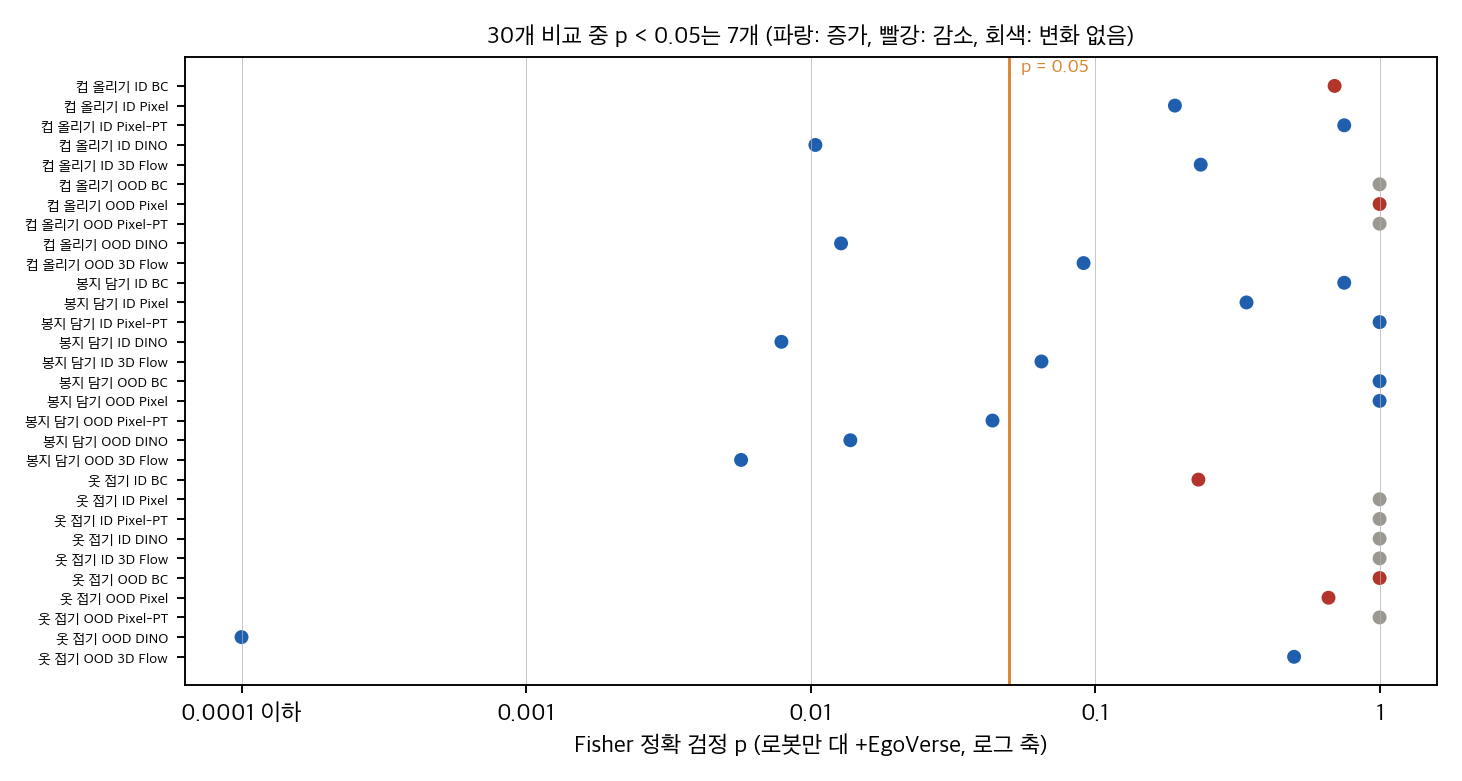 30개 비교 중 p < 0.05는 7개 (파랑: 증가, 빨강: 감소, 회색: 변화 없음)
p = 0.05
컵 올리기 ID BC
컵 올리기 ID Pixel
컵 올리기 ID Pixel-PT
컵 올리기 ID DINO
컵 올리기 ID 3D Flow
컵 올리기 OOD BC
컵 올리기 OOD Pixel
컵 올리기 OOD Pixel-PT
컵 올리기 OOD DINO
컵 올리기 OOD 3D Flow
봉지 담기 ID BC
봉지 담기 ID Pixel
봉지 담기 ID Pixel-PT
봉지 담기 ID DINO
봉지 담기 ID 3D Flow
봉지 담기 OOD BC
봉지 담기 OOD Pixel
봉지 담기 OOD Pixel-PT
봉지 담기 OOD DINO
봉지 담기 OOD 3D Flow
옷 접기 ID BC
옷 접기 ID Pixel
옷 접기 ID Pixel-PT
옷 접기 ID DINO
옷 접기 ID 3D Flow
옷 접기 OOD BC
옷 접기 OOD Pixel
옷 접기 OOD Pixel-PT
옷 접기 OOD DINO
옷 접기 OOD 3D Flow
0.0001 이하 0.001 0.01 0.1 1
Fisher 정확 검정 p (로봇만 대 +EgoVerse, 로그 축)